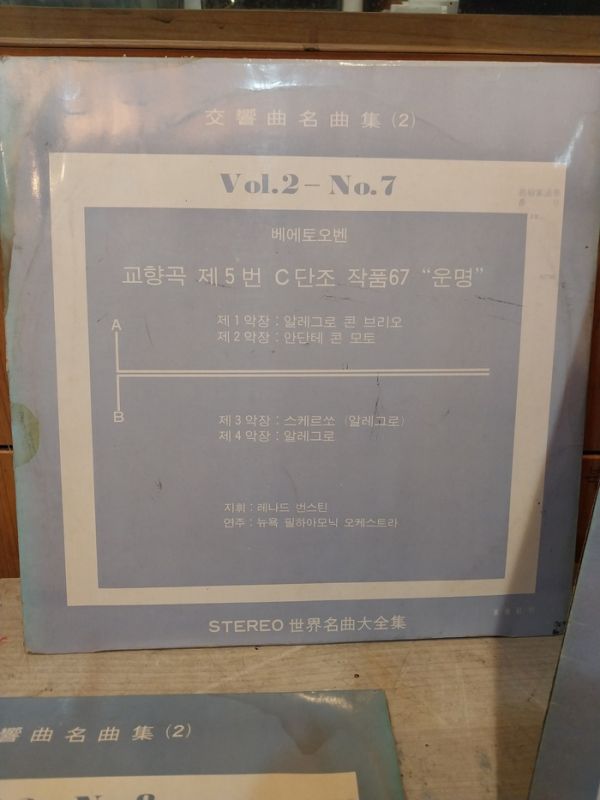 交響曲名曲集 (2)
Vol.2 – No.7
베에토오벤
교향곡 제5번 C단조 작품67 “운명”
A
제1악장 : 알레그로 콘 브리오
제2악장 : 안단테 콘 모토
B
제3악장 : 스케르쏘 (알레그로)
제4악장 : 알레그로
지휘 : 레나드 번스틴
연주 : 뉴욕 필하아모닉 오케스트라
STEREO 世界名曲大全集
響曲名曲集 (2)